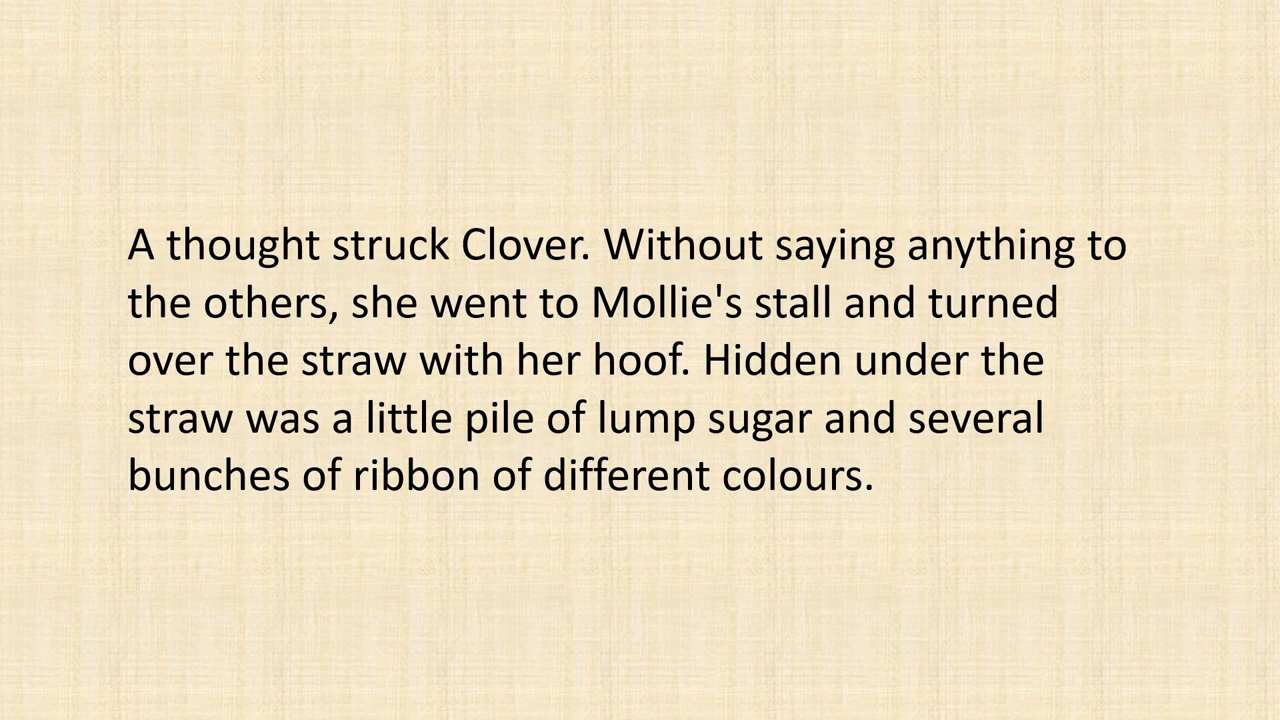 A thought struck Clover. Without saying anything to
the others, she went to Mollie's stall and turned
over the straw with her hoof. Hidden under the
straw was a little pile of lump sugar and several
bunches of ribbon of different colours.